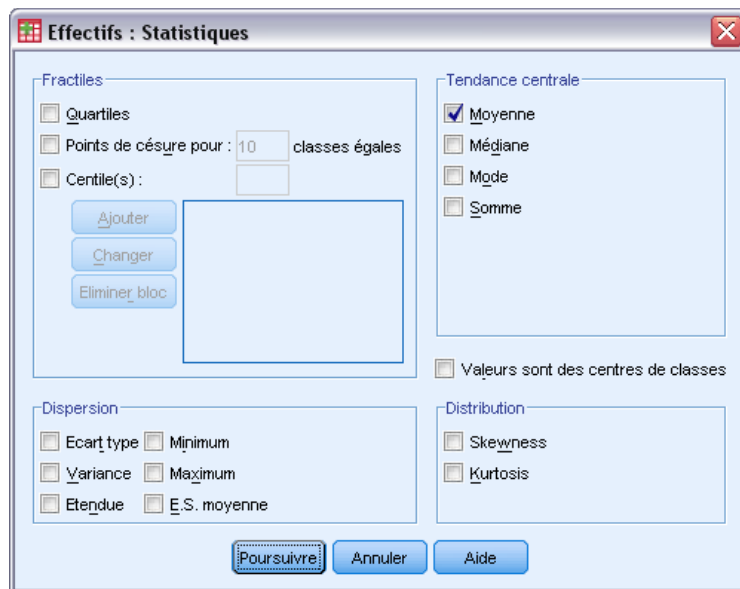 Effectifs : Statistiques
Fractiles
Quartiles
Points de césure pour : 10 classes égales
Centile(s) :
Ajouter
Changer
Eliminer bloc
Tendance centrale
Moyenne
Médiane
Mode
Somme
Valeurs sont des centres de classes
Dispersion
Ecart type Minimum
Variance Maximum
Etendue E.S. moyenne
Distribution
Skewness
Kurtosis
Poursuivre Annuler Aide